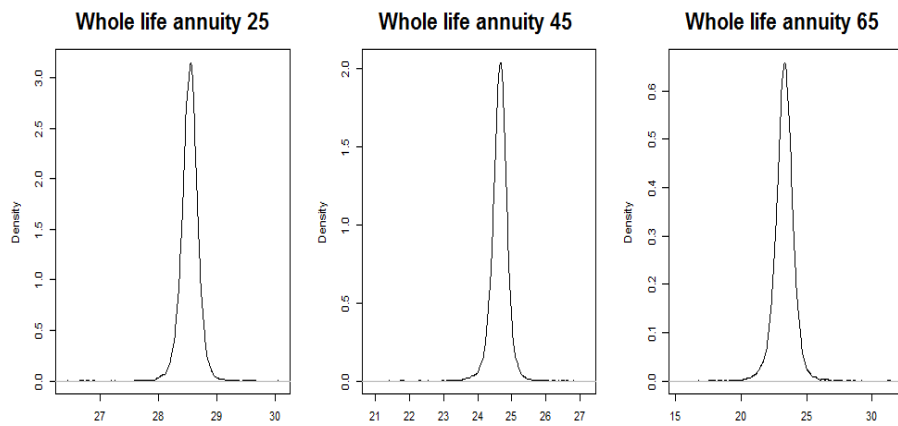 Whole life annuity 25
Density
0.0 0.5 1.0 1.5 2.0 2.5 3.0
27 28 29 30
Whole life annuity 45
Density
0.0 0.5 1.0 1.5 2.0
21 22 23 24 25 26 27
Whole life annuity 65
Density
0.0 0.1 0.2 0.3 0.4 0.5 0.6
15 20 25 30